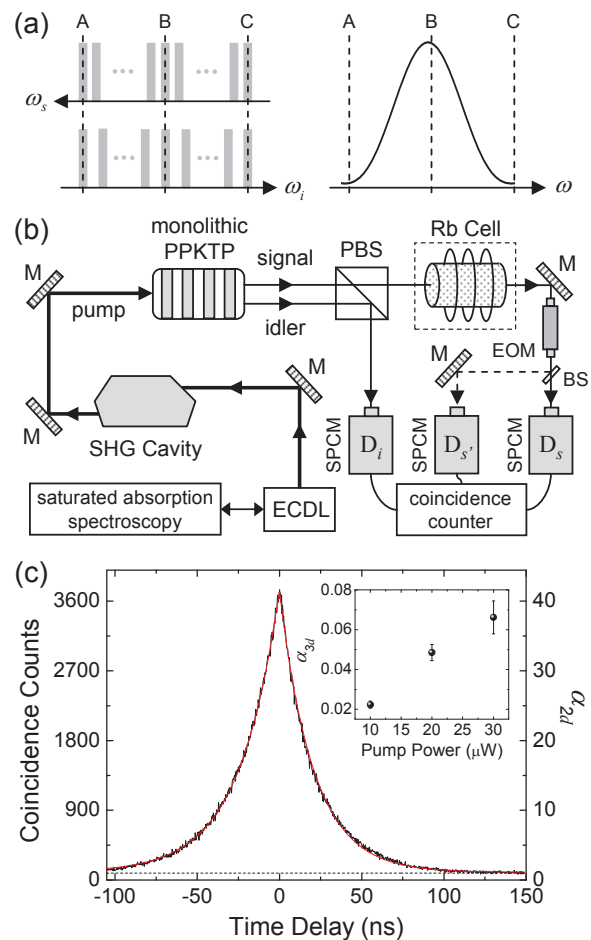 (a)
A B C
A B C
ω_s
ω_i
ω
(b)
monolithic
PPKTP
signal
PBS
Rb Cell
M
M
pump
idler
EOM
M
M
BS
M
SHG Cavity
SPCM
D_i
SPCM
D_s'
SPCM
D_s
saturated absorption
spectroscopy
ECDL
coincidence
counter
(c)
Coincidence Counts
3600
2700
1800
900
0
-100 -50 0 50 100 150
Time Delay (ns)
α_2d
40
30
20
10
0
α_3d
0.08
0.06
0.04
0.02
10 15 20 25 30
Pump Power (μW)